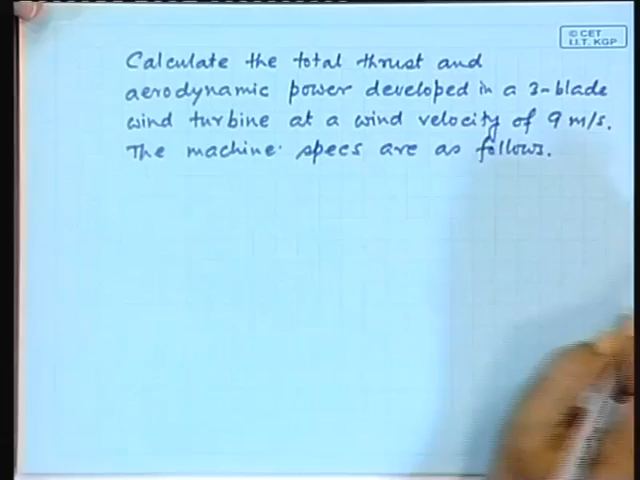 © CET
I.I.T. KGP
Calculate the total thrust and
aerodynamic power developed in a 3-blade
wind turbine at a wind velocity of 9 m/s.
The machine specs are as follows.